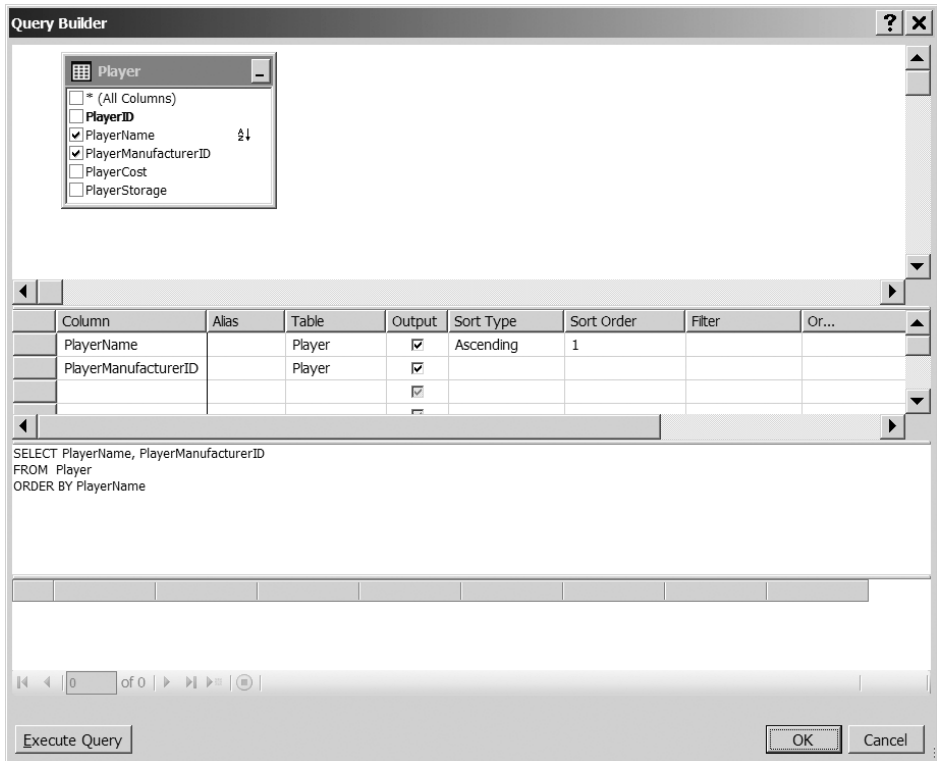 Query Builder
Player
* (All Columns)
PlayerID
PlayerName
PlayerManufacturerID
PlayerCost
PlayerStorage
Column Alias Table Output Sort Type Sort Order Filter Or...
PlayerName Player Ascending 1
PlayerManufacturerID Player
SELECT PlayerName, PlayerManufacturerID
FROM Player
ORDER BY PlayerName
0 of 0
Execute Query OK Cancel